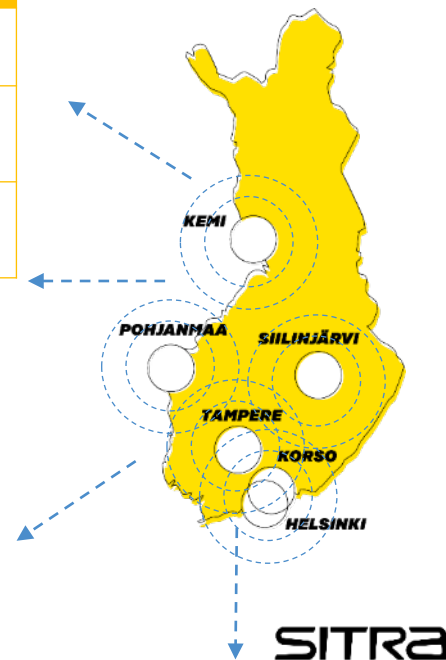 KEMI
POHJANMAA
SIILINJÄRVI
TAMPERE
KORSO
HELSINKI
SITRA